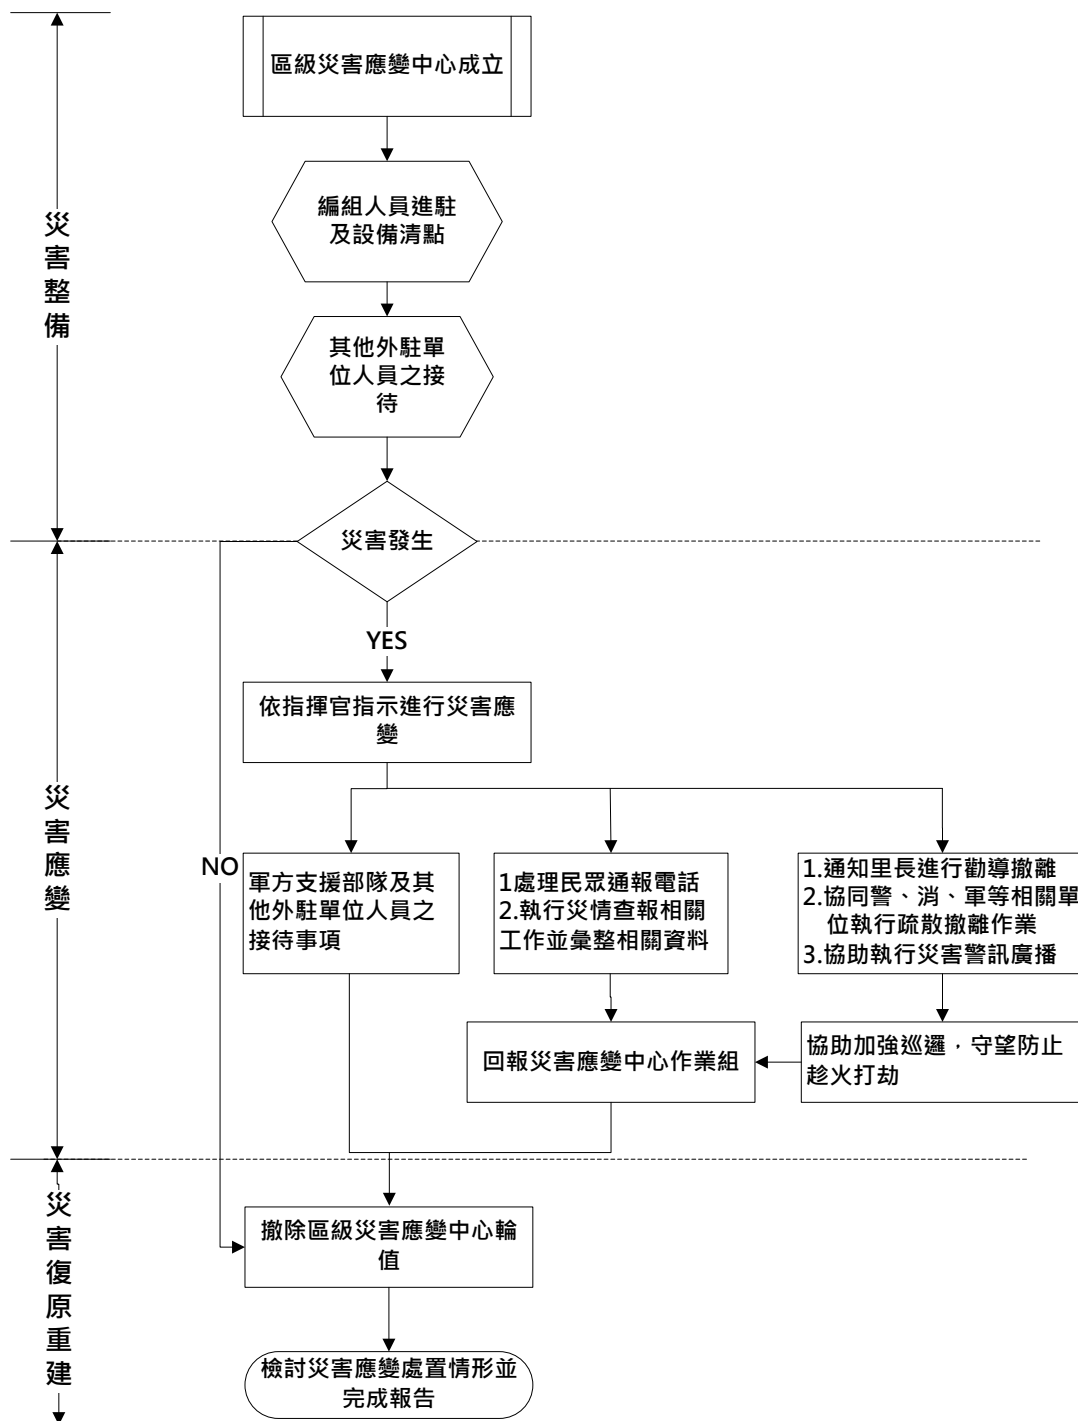 區級災害應變中心成立
編組人員進駐
及設備清點
其他外駐單
位人員之接
待
災害整備
災害發生
YES
依指揮官指示進行災害應
變
災害應變
NO
軍方支援部隊及其
他外駐單位人員之
接待事項
1處理民眾通報電話
2.執行災情查報相關
工作並彙整相關資料
1.通知里長進行勸導撤離
2.協同警、消、軍等相關單
位執行疏散撤離作業
3.協助執行災害警訊廣播
回報災害應變中心作業組
協助加強巡邏，守望防止
趁火打劫
災害復原重建
撤除區級災害應變中心輪
值
檢討災害應變處置情形並
完成報告